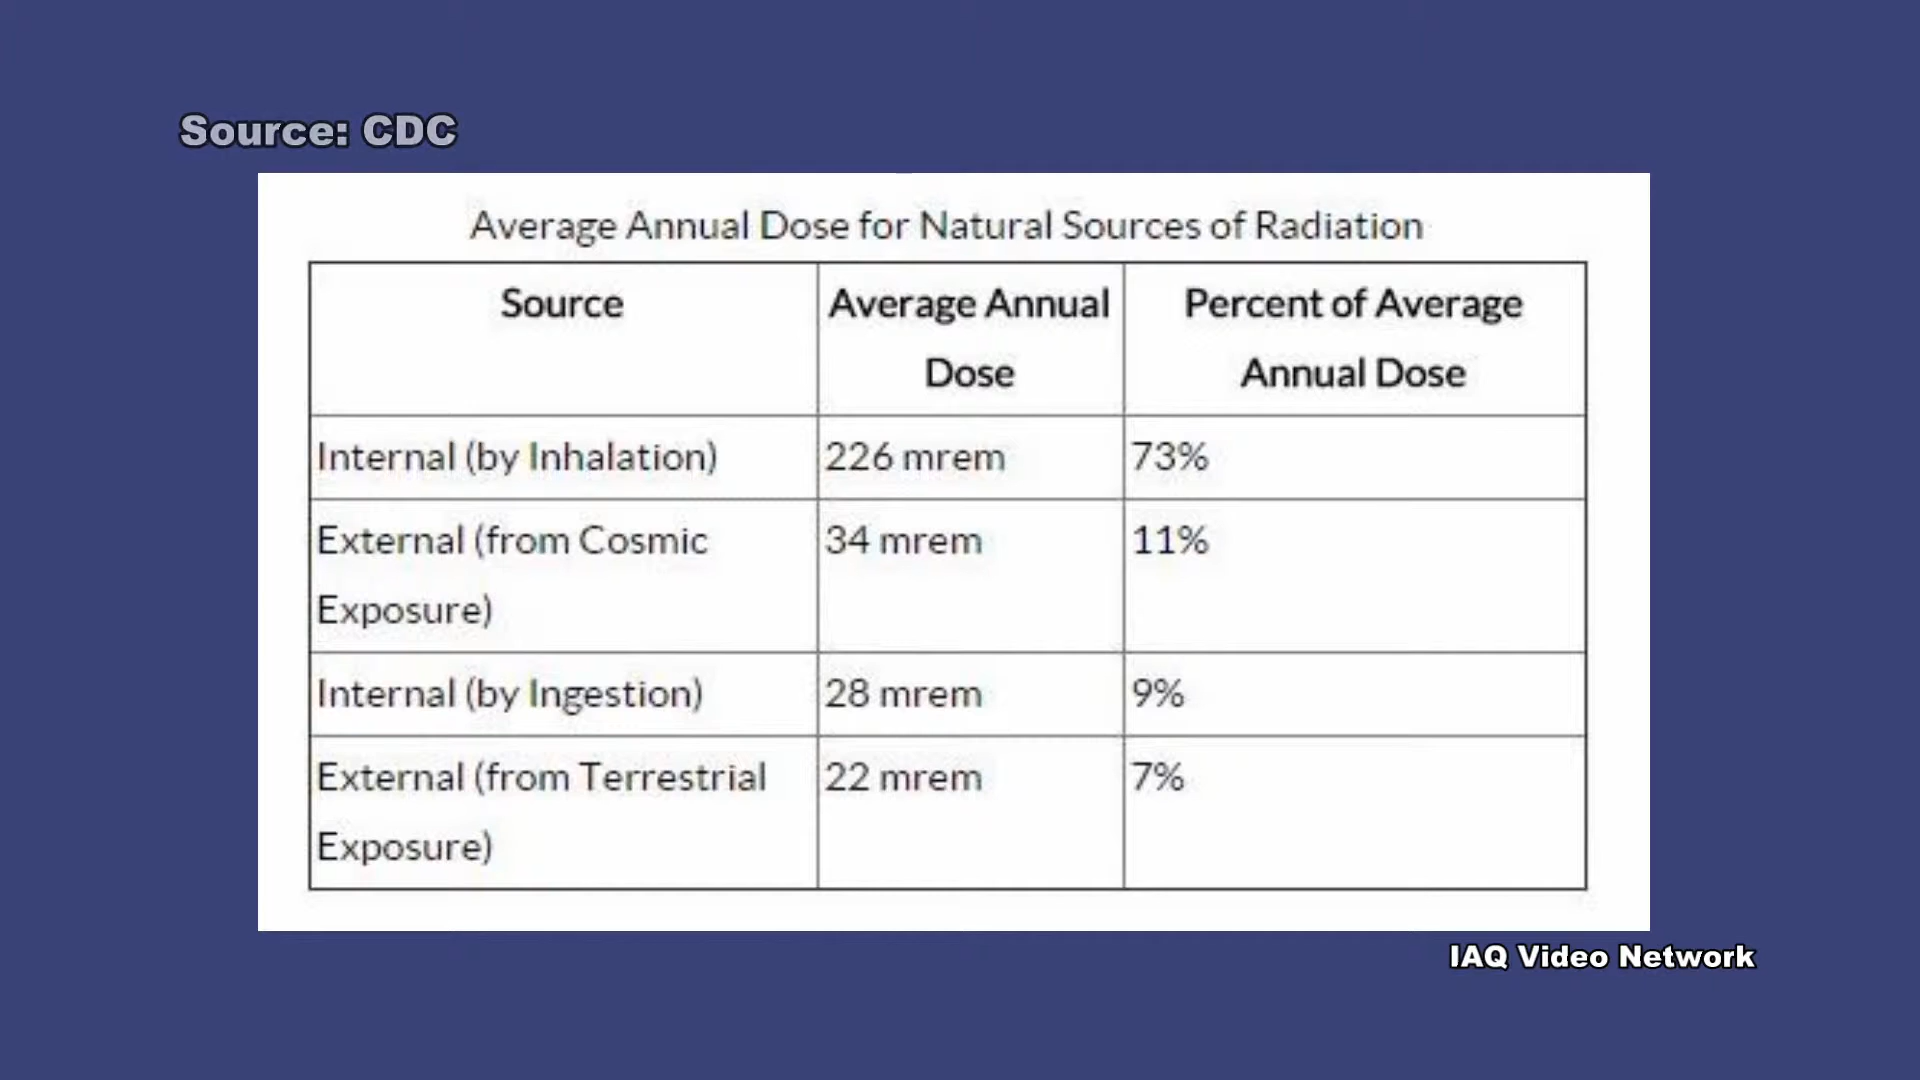 Source: CDC
Average Annual Dose for Natural Sources of Radiation
Source
Average Annual
Dose
Percent of Average
Annual Dose
Internal (by Inhalation)
226 mrem
73%
External (from Cosmic
Exposure)
34 mrem
11%
Internal (by Ingestion)
28 mrem
9%
External (from Terrestrial
Exposure)
22 mrem
7%
IAQ Video Network